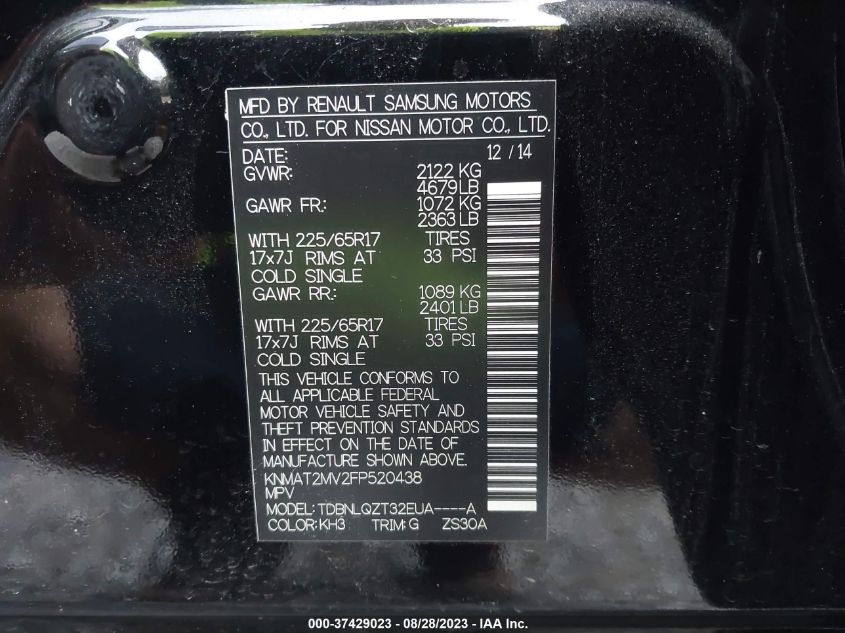 MFD BY RENAULT SAMSUNG MOTORS
CO., LTD. FOR NISSAN MOTOR CO., LTD.
DATE: 12 / 14
GVWR: 2122 KG
4679 LB
GAWR FR: 1072 KG
2363 LB
WITH 225/65R17 TIRES
17x7J RIMS AT 33 PSI
COLD SINGLE
GAWR RR: 1089 KG
2401 LB
WITH 225/65R17 TIRES
17x7J RIMS AT 33 PSI
COLD SINGLE
THIS VEHICLE CONFORMS TO
ALL APPLICABLE FEDERAL
MOTOR VEHICLE SAFETY AND
THEFT PREVENTION STANDARDS
IN EFFECT ON THE DATE OF
MANUFACTURE SHOWN ABOVE.
KNMAT2MV2FP520438
MPV
MODEL: TDBNLQZT32EUA----A
COLOR: KH3 TRIM: G ZS30A
000-37429023 - 08/28/2023 - IAA Inc.